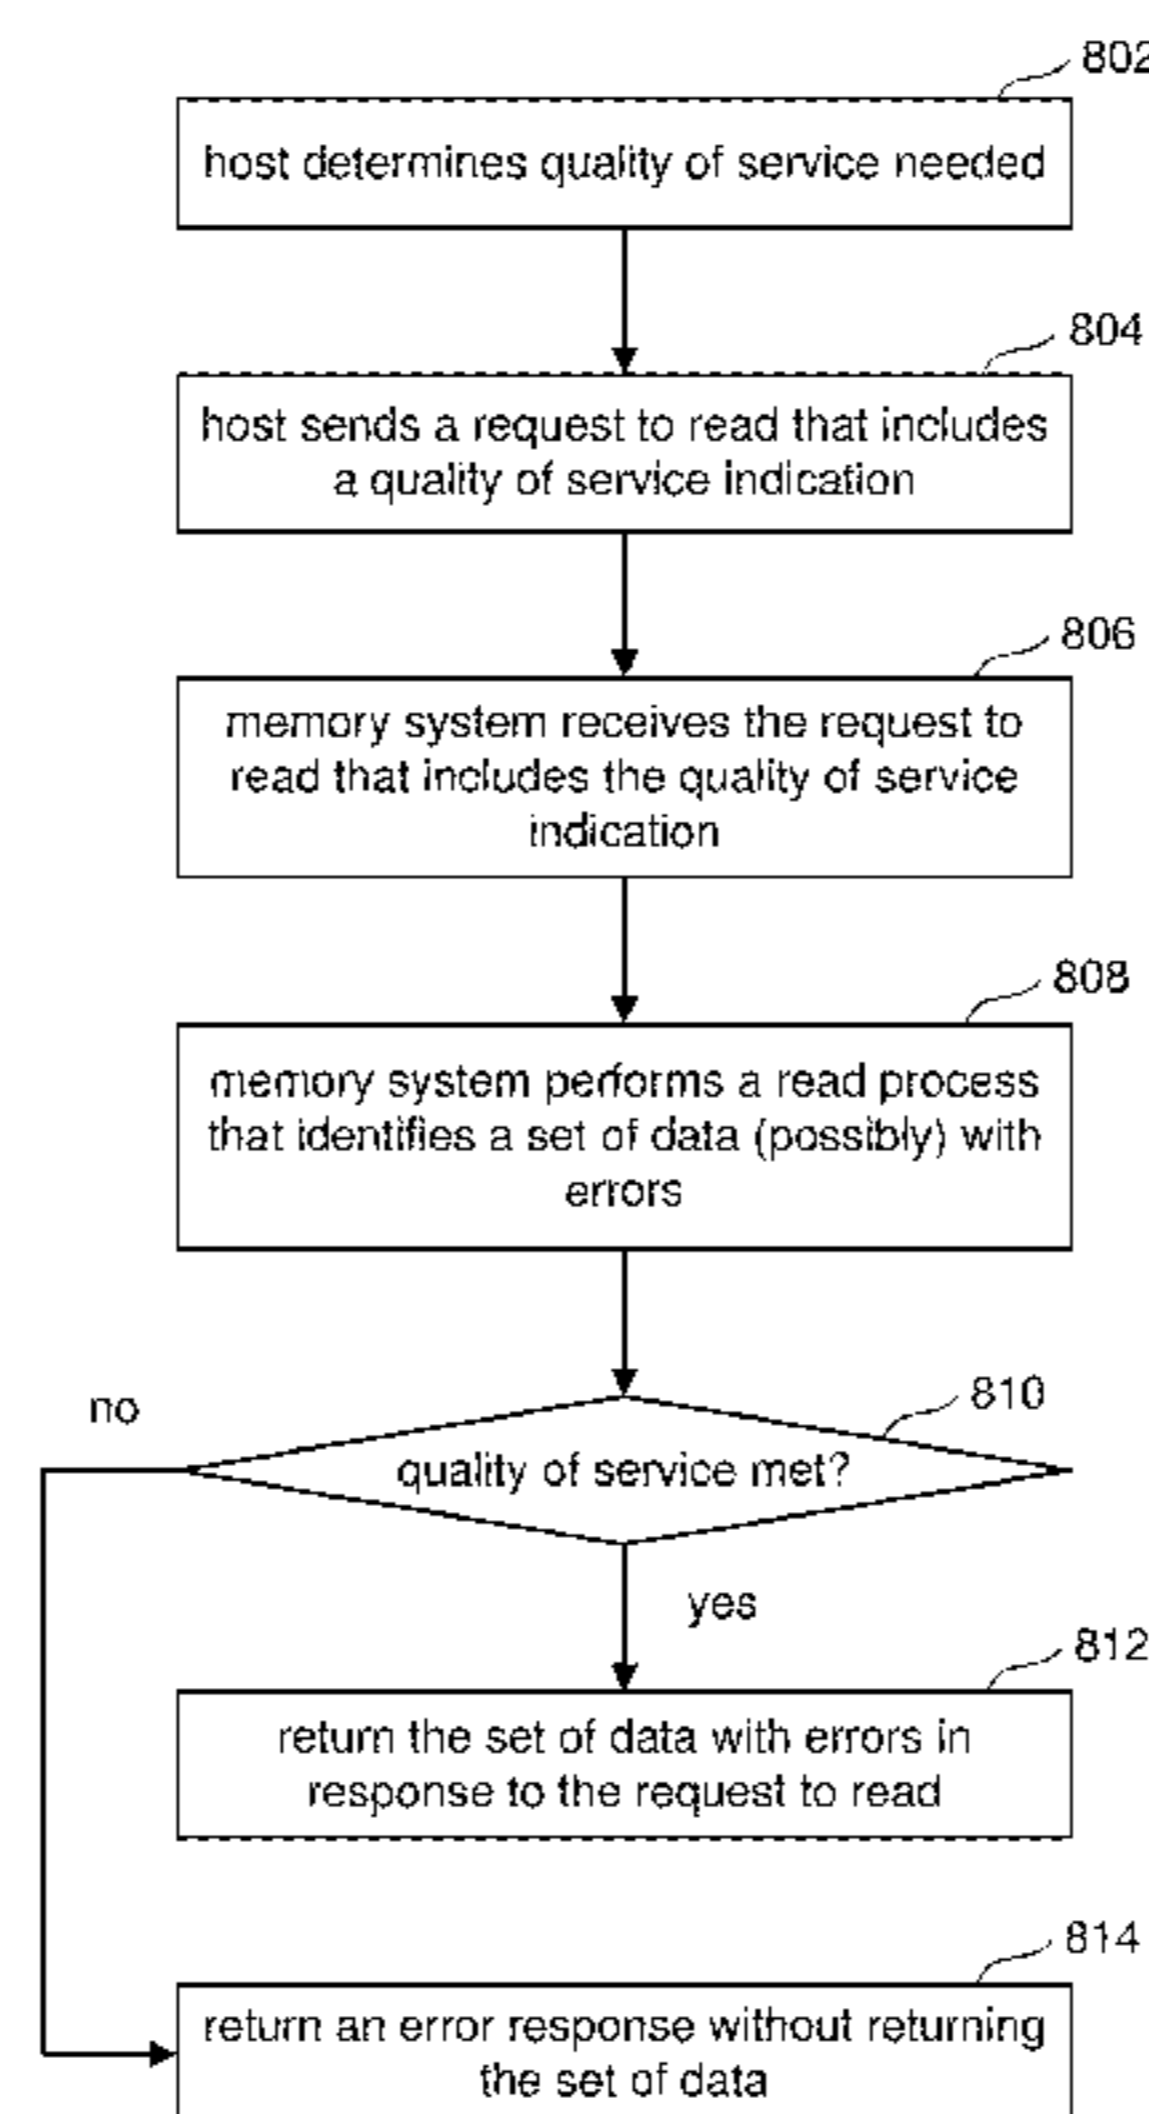 802
host determines quality of service needed
804
host sends a request to read that includes
a quality of service indication
806
memory system receives the request to
read that includes the quality of service
indication
808
memory system performs a read process
that identifies a set of data (possibly) with
errors
810
no
quality of service met?
yes
812
return the set of data with errors in
response to the request to read
814
return an error response without returning
the set of data